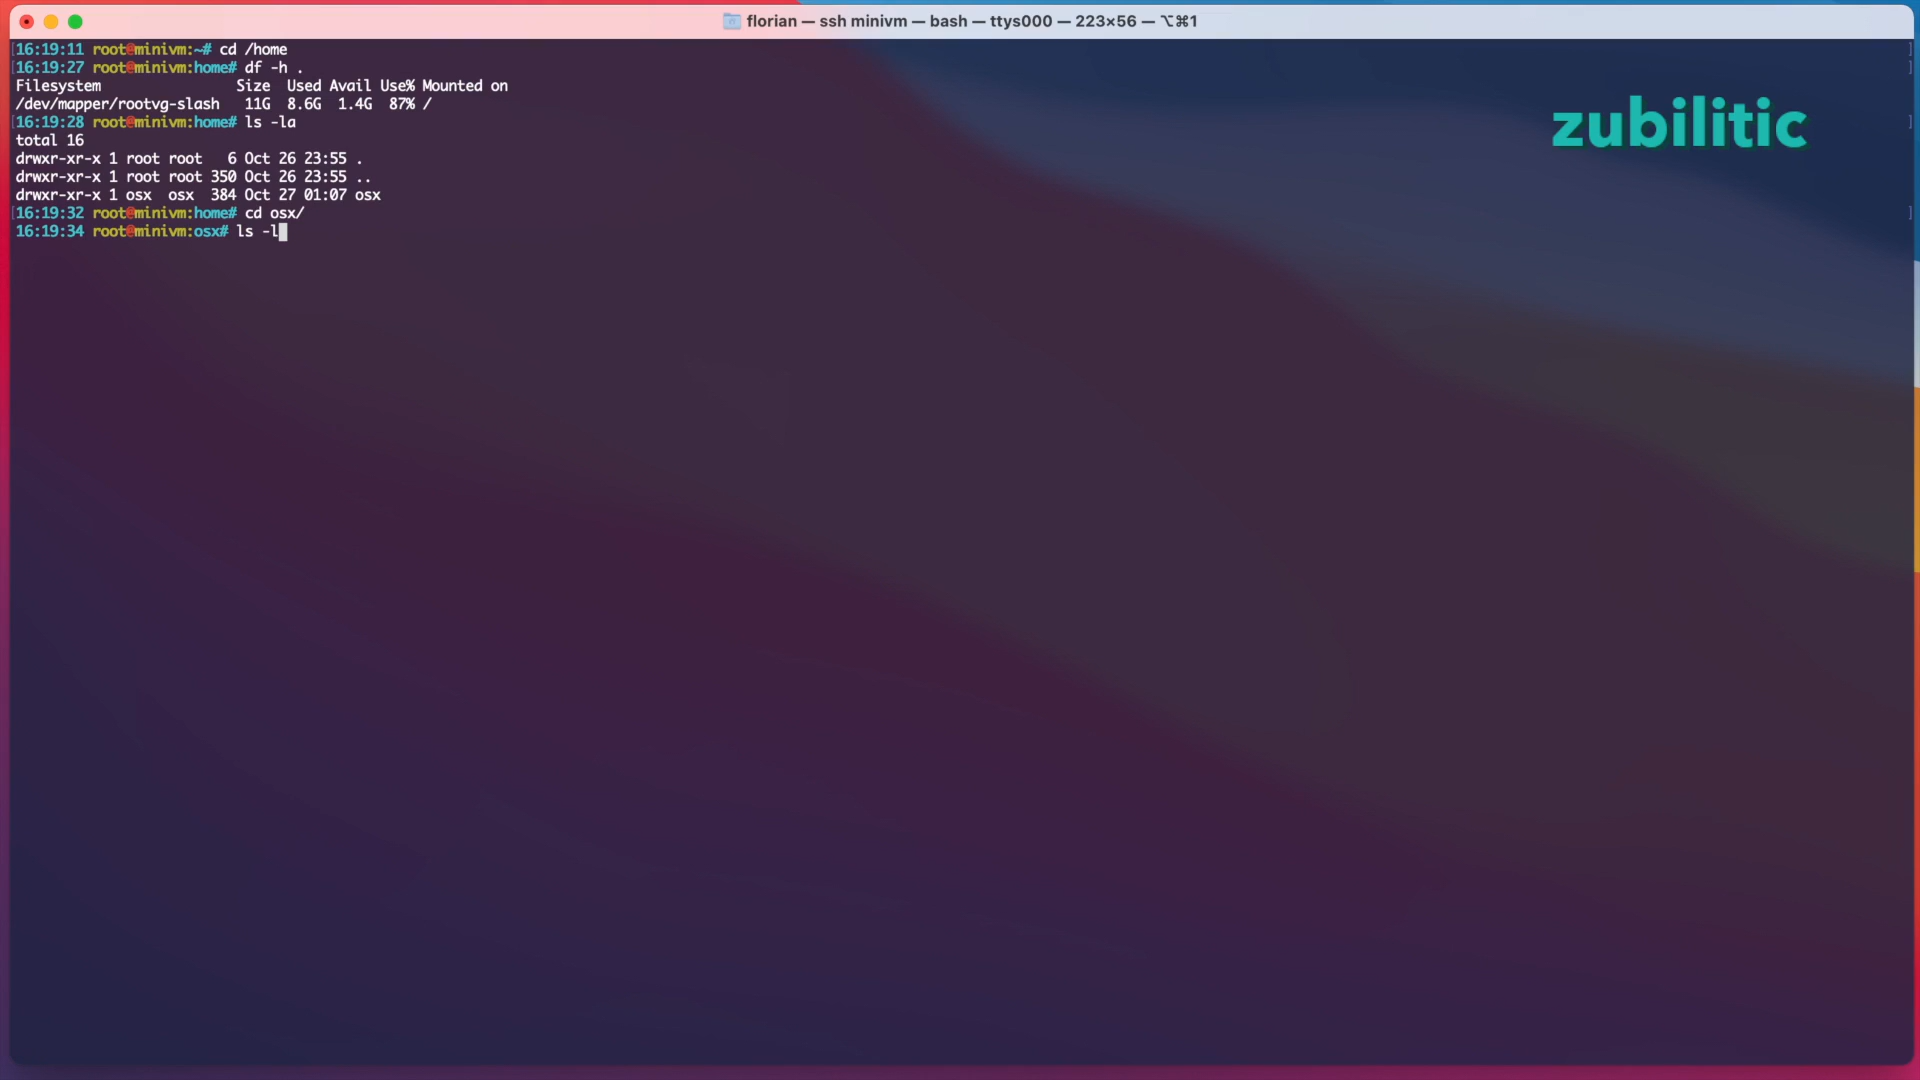 florian — ssh minivm — bash — ttys000 — 223×56 — ⌥⌘1
[16:19:11 root@minivm:~# cd /home ]
[16:19:27 root@minivm:home# df -h . ]
Filesystem                Size  Used Avail Use% Mounted on
/dev/mapper/rootvg-slash   11G  8.6G  1.4G  87% /
[16:19:28 root@minivm:home# ls -la ]
total 16
drwxr-xr-x 1 root root   6 Oct 26 23:55 .
drwxr-xr-x 1 root root 350 Oct 26 23:55 ..
drwxr-xr-x 1 osx  osx  384 Oct 27 01:07 osx
[16:19:32 root@minivm:home# cd osx/ ]
16:19:34 root@minivm:osx# ls -l
zubilitic